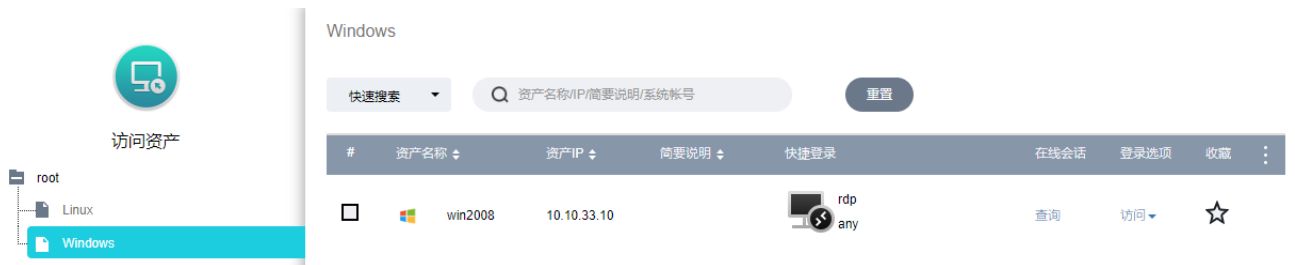 访问资产
root
Linux
Windows
Windows
快速搜索 资产名称/IP/简要说明/系统帐号 重置
# 资产名称 资产IP 简要说明 快捷登录 在线会话 登录选项 收藏
win2008 10.10.33.10 rdp 查询 访问
any